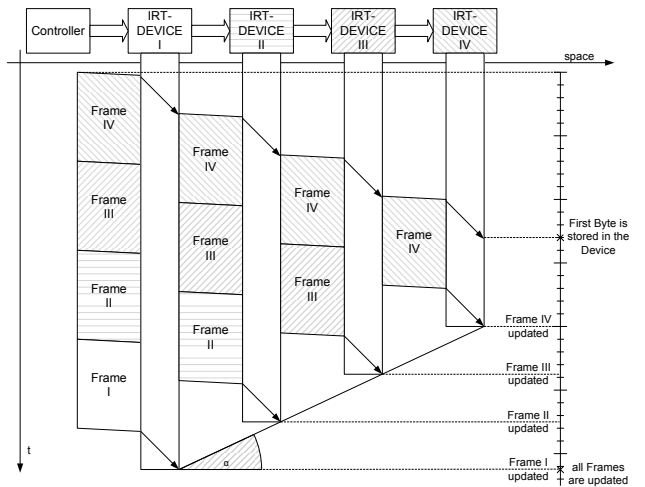 Controller
IRT-
DEVICE
I
IRT-
DEVICE
II
IRT-
DEVICE
III
IRT-
DEVICE
IV
space
Frame
IV
Frame
III
Frame
II
Frame
I
Frame
IV
Frame
III
Frame
II
Frame
IV
Frame
III
Frame
IV
First Byte is
stored in the
Device
Frame IV
updated
Frame III
updated
Frame II
updated
Frame I
updated
all Frames
are updated
α
t